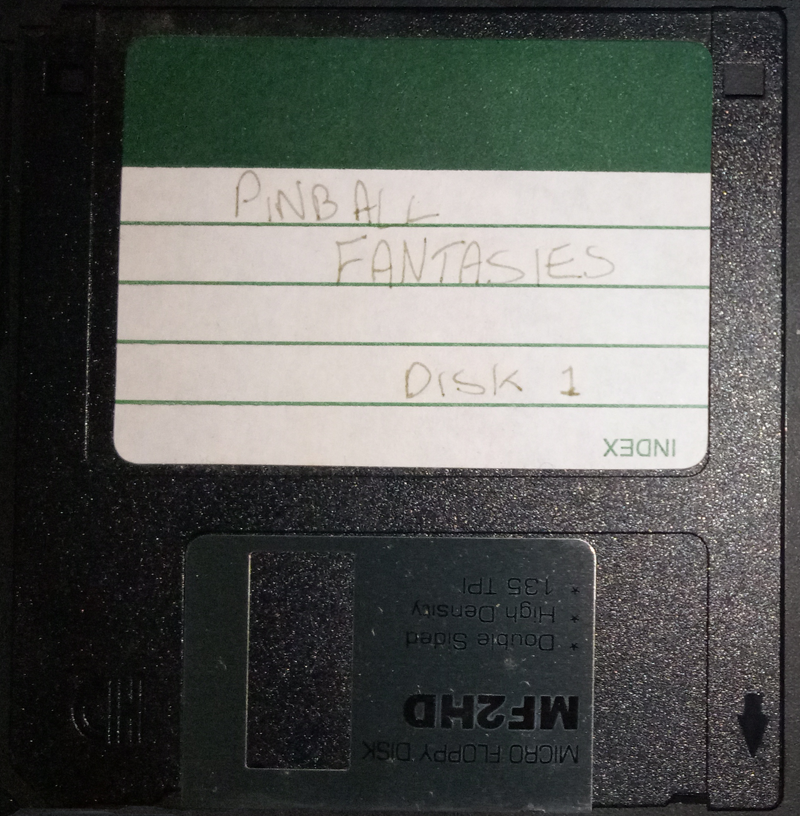 PINBALL
FANTASIES
DISK 1
INDEX
MICRO FLOPPY DISK
MF2HD
* Double Sided
* High Density
* 135 TPI